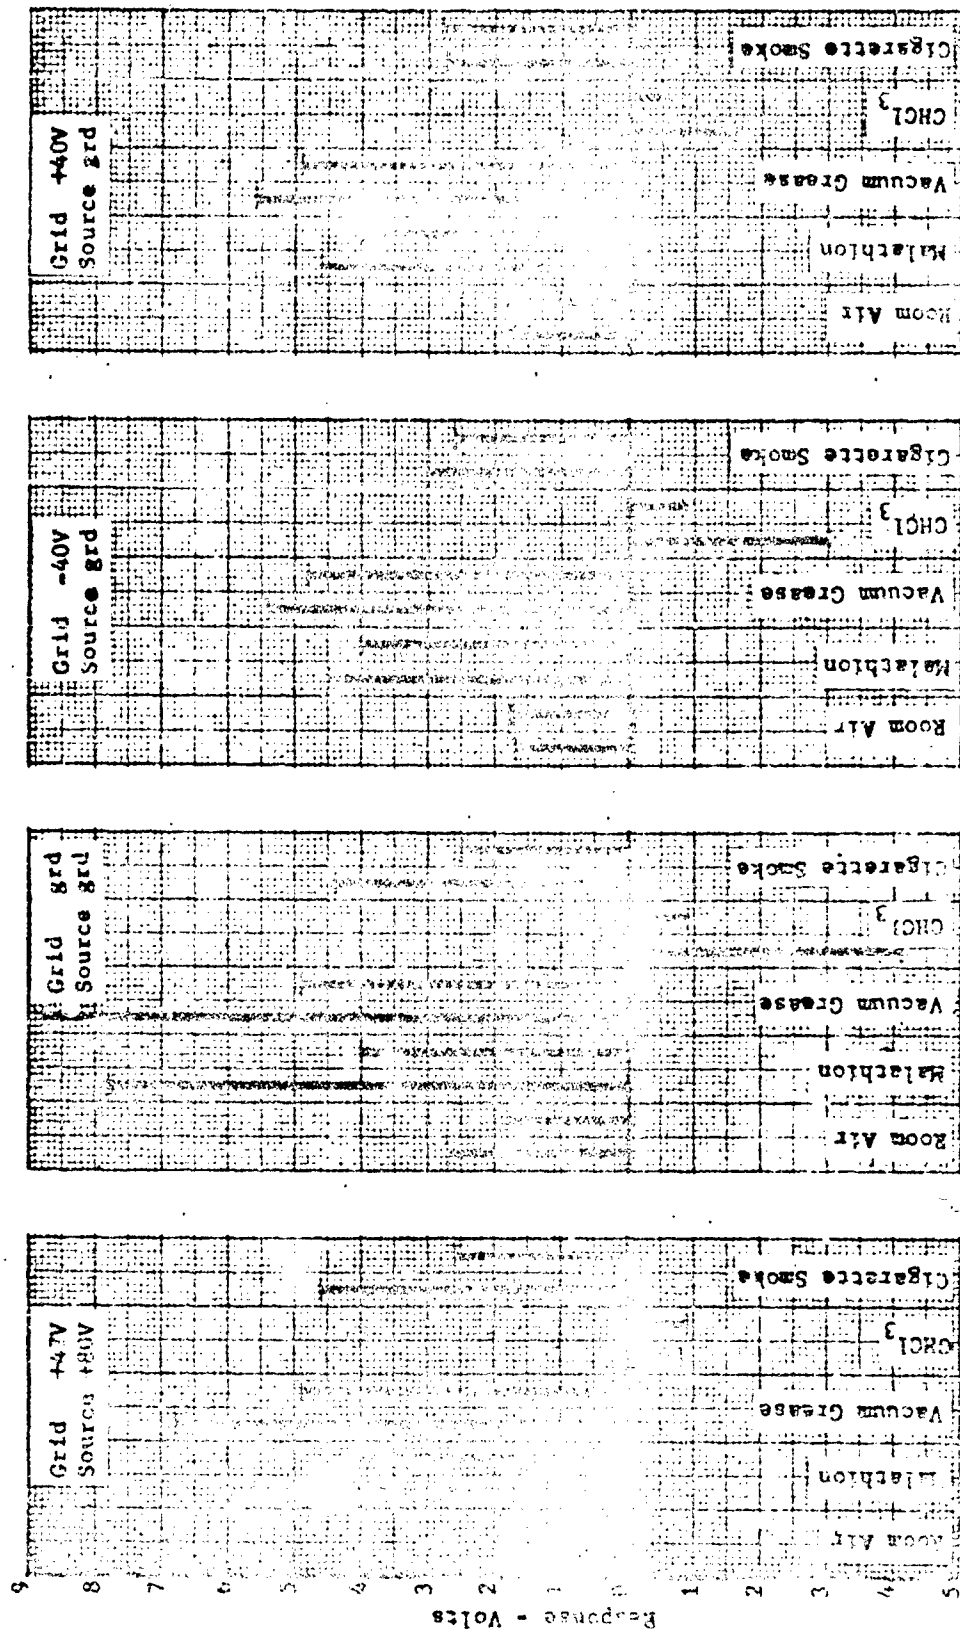 Grid +47V
Source +80V
Grid grd
Source grd
Grid -40V
Source grd
Grid +40V
Source grd
Response - Volts
9
8
7
6
5
4
3
2
1
0
1
2
3
4
5
Room Air
Malathion
Vacuum Grease
CHCl3
Cigarette Smoke
Room Air
Malathion
Vacuum Grease
CHCl3
Cigarette Smoke
Room Air
Malathion
Vacuum Grease
CHCl3
Cigarette Smoke
Room Air
Malathion
Vacuum Grease
CHCl3
Cigarette Smoke